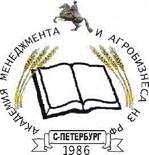 АКАДЕМИЯ МЕНЕДЖМЕНТА И АГРОБИЗНЕСА НЗ РФ
С-ПЕТЕРБУРГ
1986